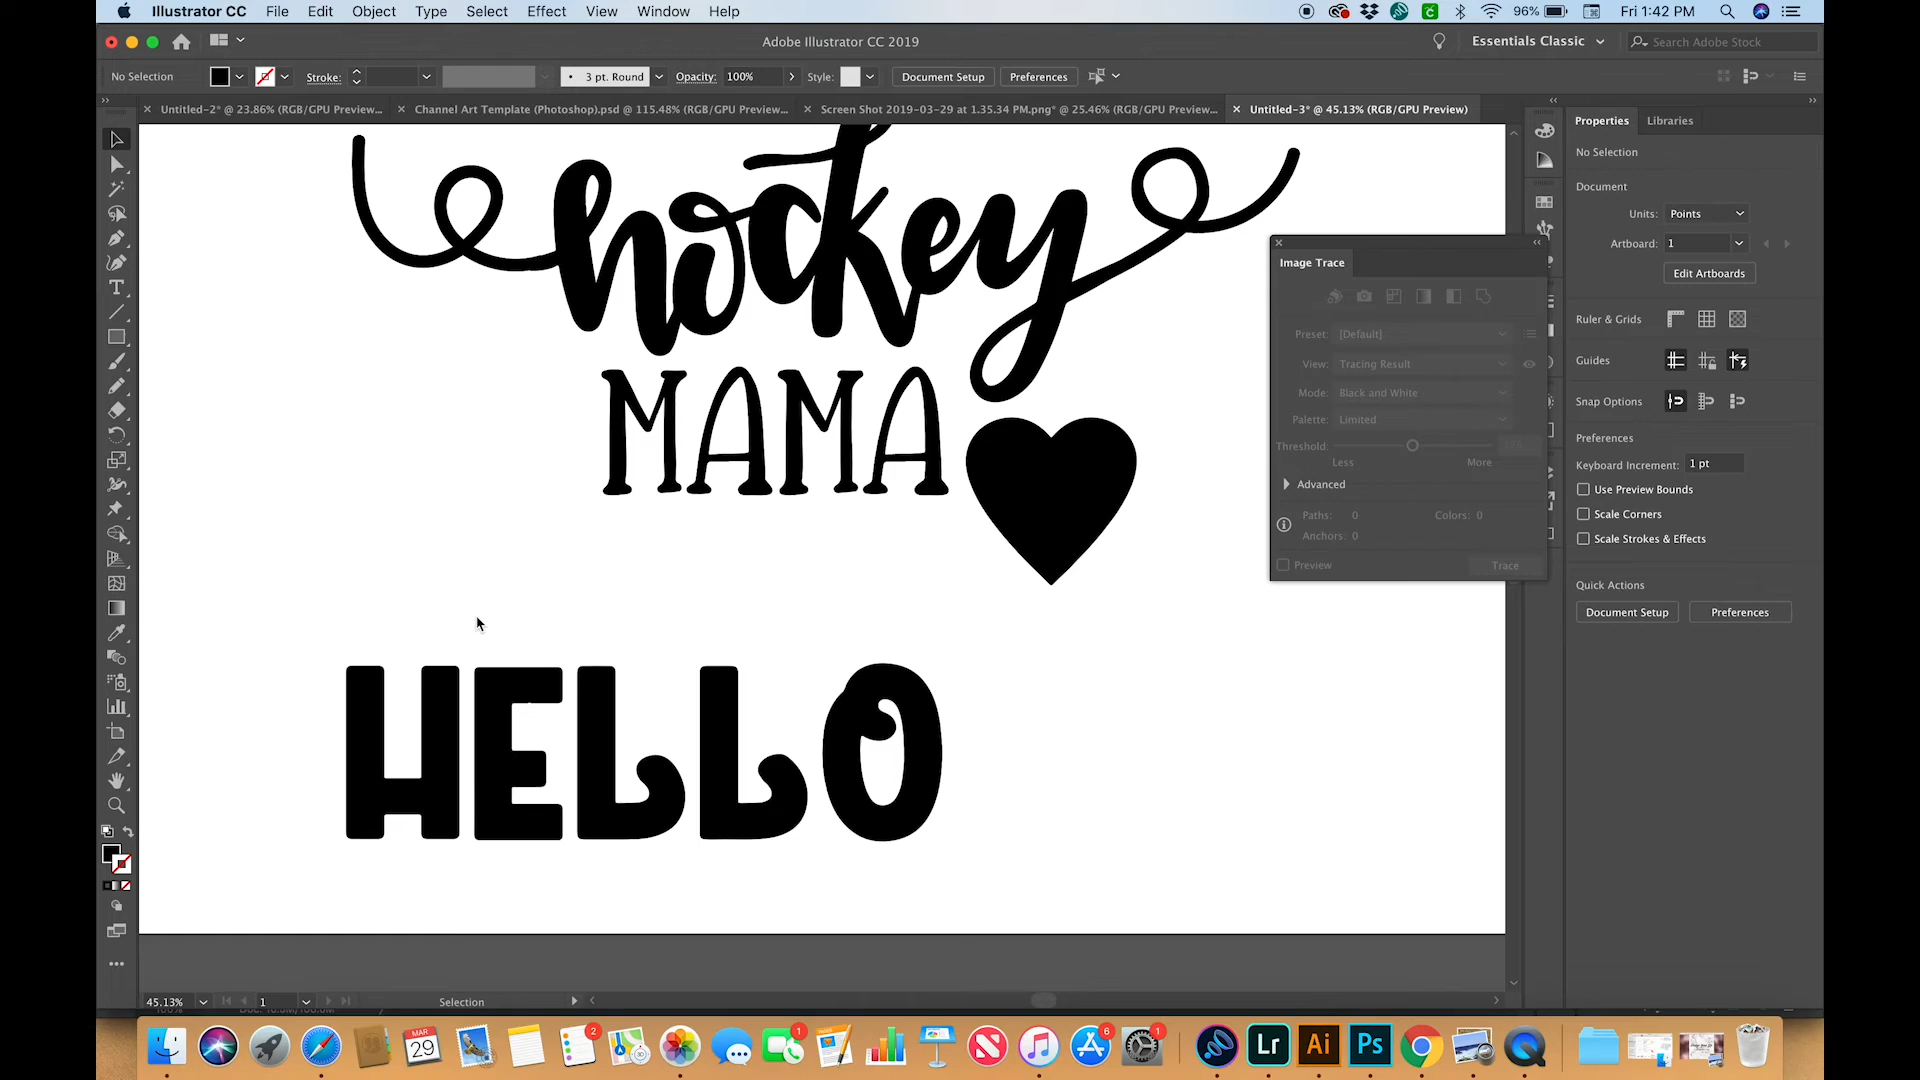 Illustrator CC File Edit Object Type Select Effect View Window Help 96% Fri 1:42 PM
Adobe Illustrator CC 2019 Essentials Classic Search Adobe Stock
No Selection Stroke: 3 pt. Round Opacity: 100% Style: Document Setup Preferences
Untitled-2* @ 23.86% (RGB/GPU Preview... Channel Art Template (Photoshop).psd @ 115.48% (RGB/GPU Preview... Screen Shot 2019-03-29 at 1.35.34 PM.png* @ 25.46% (RGB/GPU Preview... Untitled-3* @ 45.13% (RGB/GPU Preview)
Properties Libraries
No Selection
Document
Units: Points
Artboard: 1
Edit Artboards
Ruler & Grids
Guides
Snap Options
Preferences
Keyboard Increment: 1 pt
Use Preview Bounds
Scale Corners
Scale Strokes & Effects
Quick Actions
Document Setup Preferences
Image Trace
Preset: [Default]
View: Tracing Result
Mode: Black and White
Palette: Limited
Threshold:
Less More
Advanced
Paths: 0 Colors: 0
Anchors: 0
Preview Trace
hockey
MAMA
HELLO
45.13% 1 Selection
MAR
29
2
30
1
6
1
Lr Ai Ps